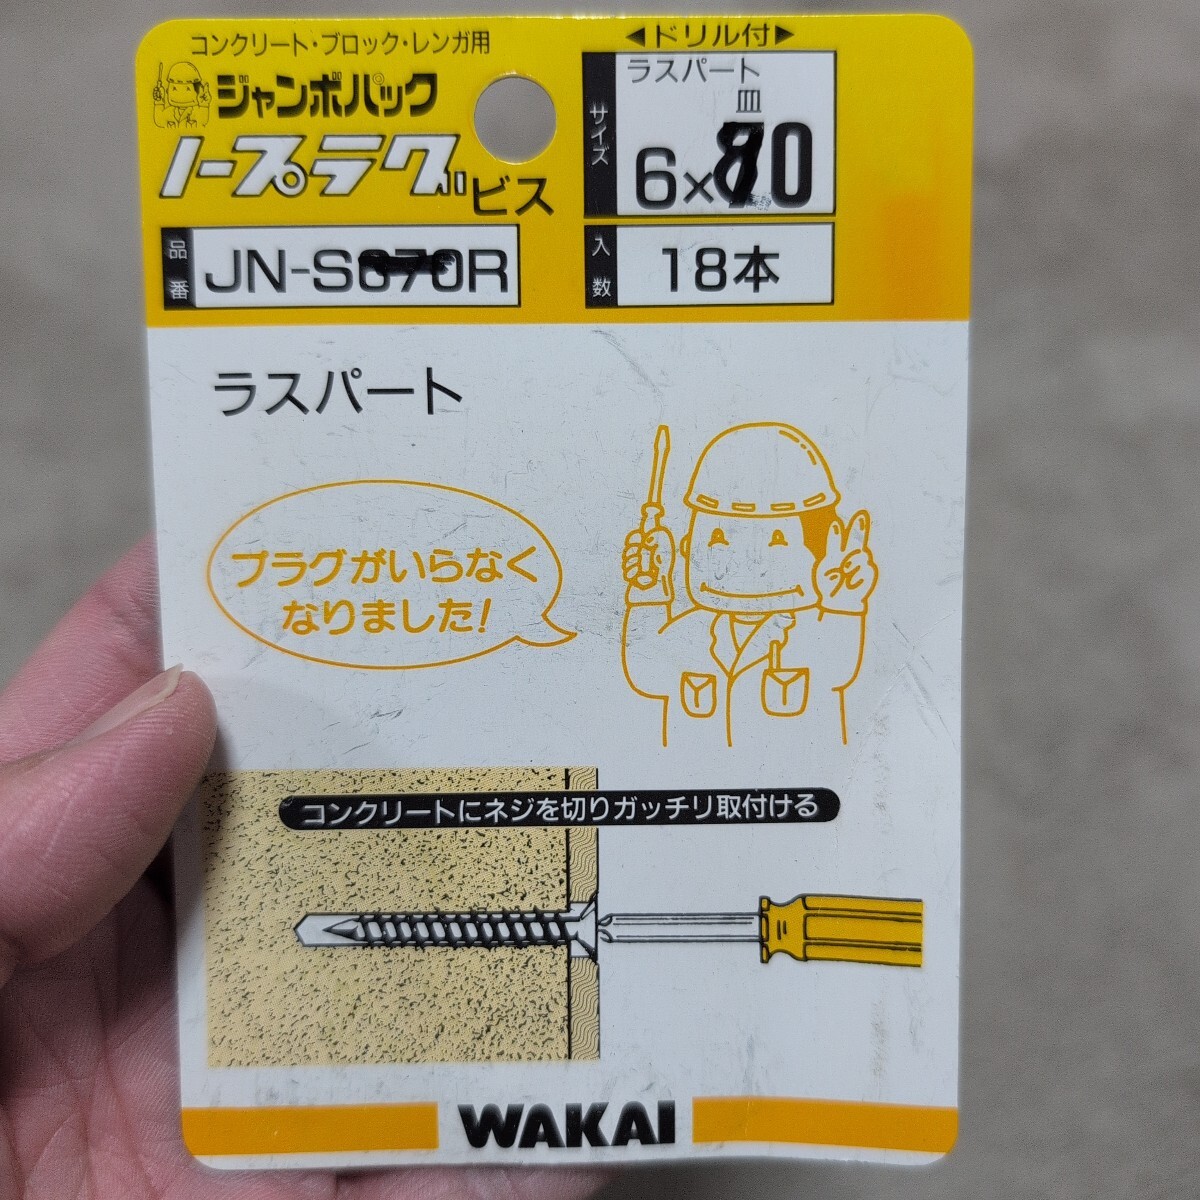 コンクリート・ブロック・レンガ用
ジャンボパック
ノープラグ ビス
品番 JN-S670R
◀ドリル付▶
サイズ
ラスパート
皿
6× 0
入数 18本
ラスパート
プラグがいらなく
なりました!
コンクリートにネジを切りガッチリ取付ける
WAKAI